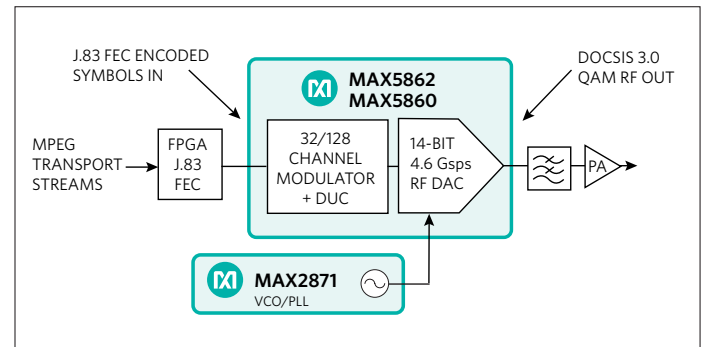 J.83 FEC ENCODED
SYMBOLS IN
DOCSIS 3.0
QAM RF OUT
MAX5862
MAX5860
MPEG
TRANSPORT
STREAMS
FPGA
J.83
FEC
32/128
CHANNEL
MODULATOR
+ DUC
14-BIT
4.6 Gsps
RF DAC
PA
MAX2871
VCO/PLL